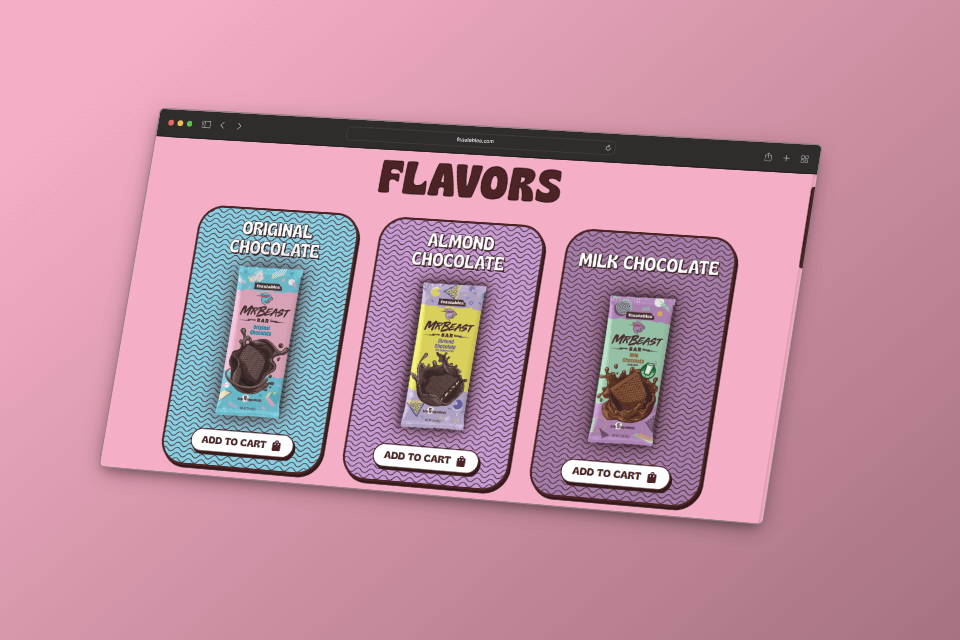 feastables.com
FLAVORS
ORIGINAL
CHOCOLATE
feastables
MRBEAST
BAR
Original
Chocolate
ADD TO CART
ALMOND
CHOCOLATE
feastables
MRBEAST
BAR
Almond
Chocolate
ADD TO CART
MILK CHOCOLATE
feastables
MRBEAST
BAR
Milk
Chocolate
ADD TO CART